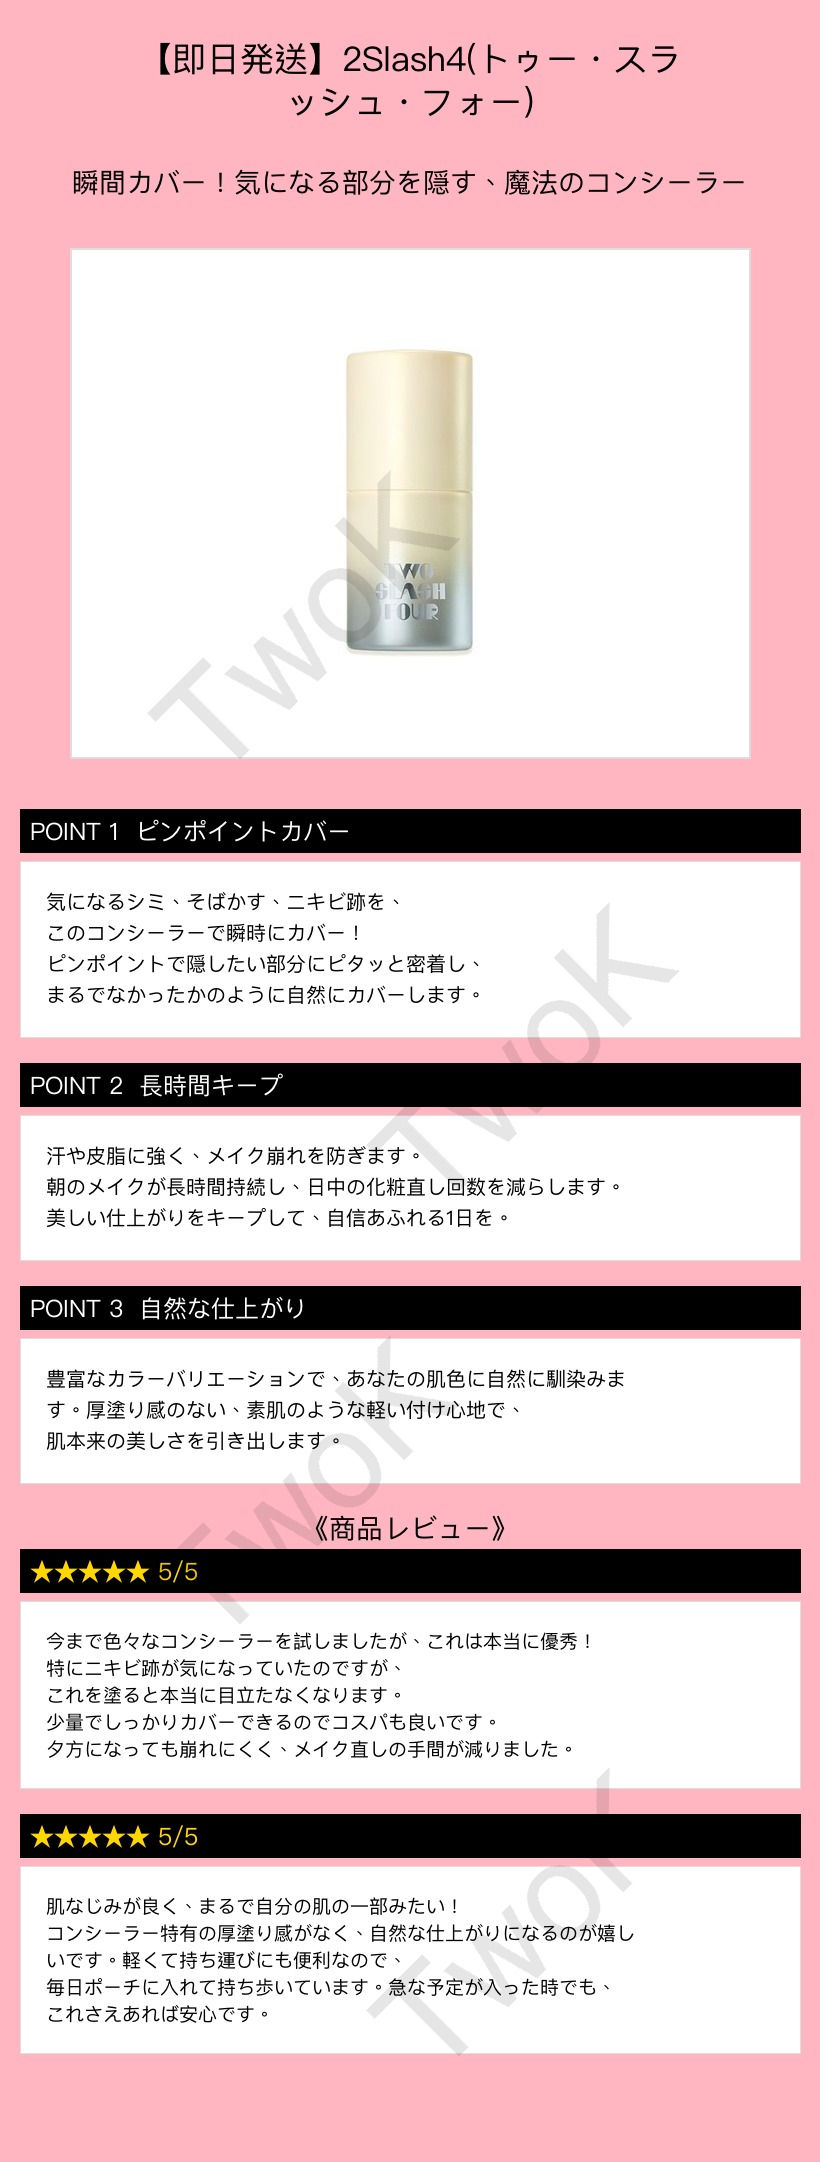 【即日発送】2Slash4(トゥー・スラ
ッシュ・フォー)
瞬間カバー！気になる部分を隠す、魔法のコンシーラー
TWO
SLASH
FOUR
TwoK
POINT 1 ピンポイントカバー
気になるシミ、そばかす、ニキビ跡を、
このコンシーラーで瞬時にカバー！
ピンポイントで隠したい部分にピタッと密着し、
まるでなかったかのように自然にカバーします。
TwoK
POINT 2 長時間キープ
汗や皮脂に強く、メイク崩れを防ぎます。
朝のメイクが長時間持続し、日中の化粧直し回数を減らします。
美しい仕上がりをキープして、自信あふれる1日を。
POINT 3 自然な仕上がり
豊富なカラーバリエーションで、あなたの肌色に自然に馴染みま
す。厚塗り感のない、素肌のような軽い付け心地で、
肌本来の美しさを引き出します。
TwoK
《商品レビュー》
★★★★★ 5/5
今まで色々なコンシーラーを試しましたが、これは本当に優秀！
特にニキビ跡が気になっていたのですが、
これを塗ると本当に目立たなくなります。
少量でしっかりカバーできるのでコスパも良いです。
夕方になっても崩れにくく、メイク直しの手間が減りました。
★★★★★ 5/5
肌なじみが良く、まるで自分の肌の一部みたい！
コンシーラー特有の厚塗り感がなく、自然な仕上がりになるのが嬉し
いです。軽くて持ち運びにも便利なので、
毎日ポーチに入れて持ち歩いています。急な予定が入った時でも、
これさえあれば安心です。
TwoK